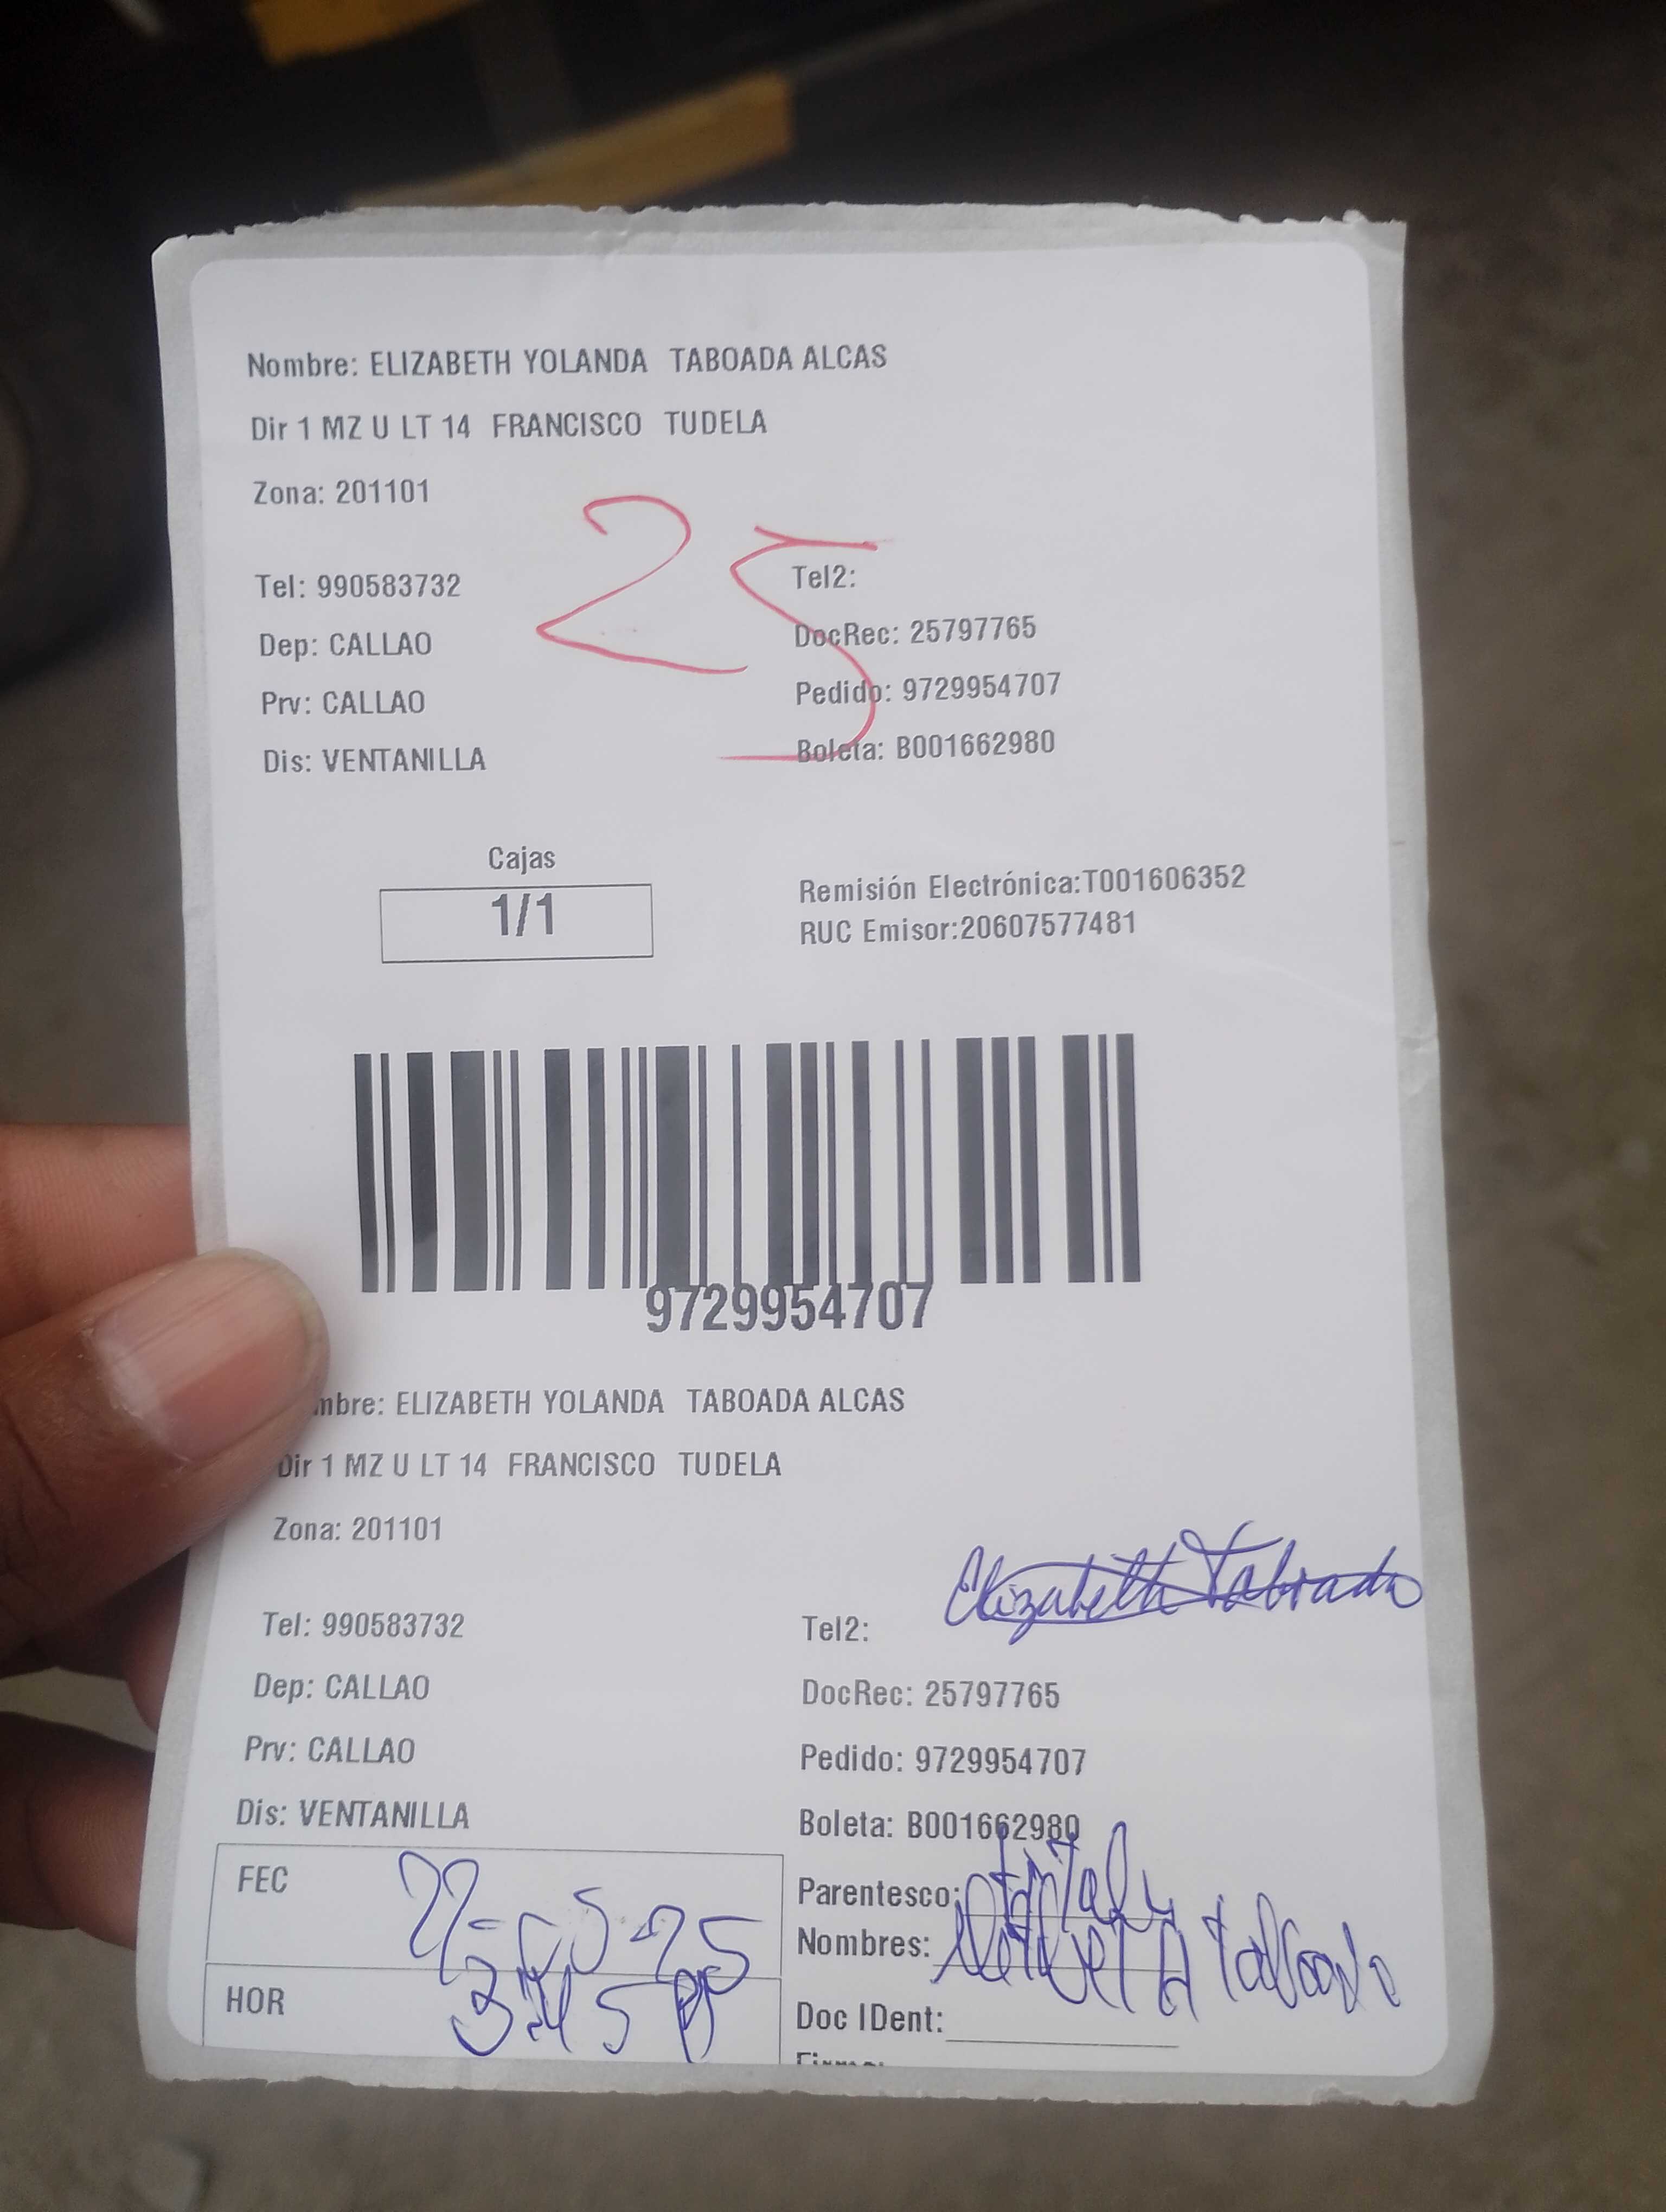 Nombre: ELIZABETH YOLANDA TABOADA ALCAS
Dir 1 MZ U LT 14 FRANCISCO TUDELA
Zona: 201101
25
Tel: 990583732
Tel2:
Dep: CALLAO
DocRec: 25797765
Prv: CALLAO
Pedido: 9729954707
Dis: VENTANILLA
Boleta: B001662980
Cajas
1/1
Remisión Electrónica:T001606352
RUC Emisor:20607577481
9729954707
mbre: ELIZABETH YOLANDA TABOADA ALCAS
Dir 1 MZ U LT 14 FRANCISCO TUDELA
Zona: 201101
Elizabeth Taboada
Tel: 990583732
Tel2:
Dep: CALLAO
DocRec: 25797765
Prv: CALLAO
Pedido: 9729954707
Dis: VENTANILLA
Boleta: B001662980
FEC
Parentesco:
Nombres:
HOR
Doc IDent:
Firma: